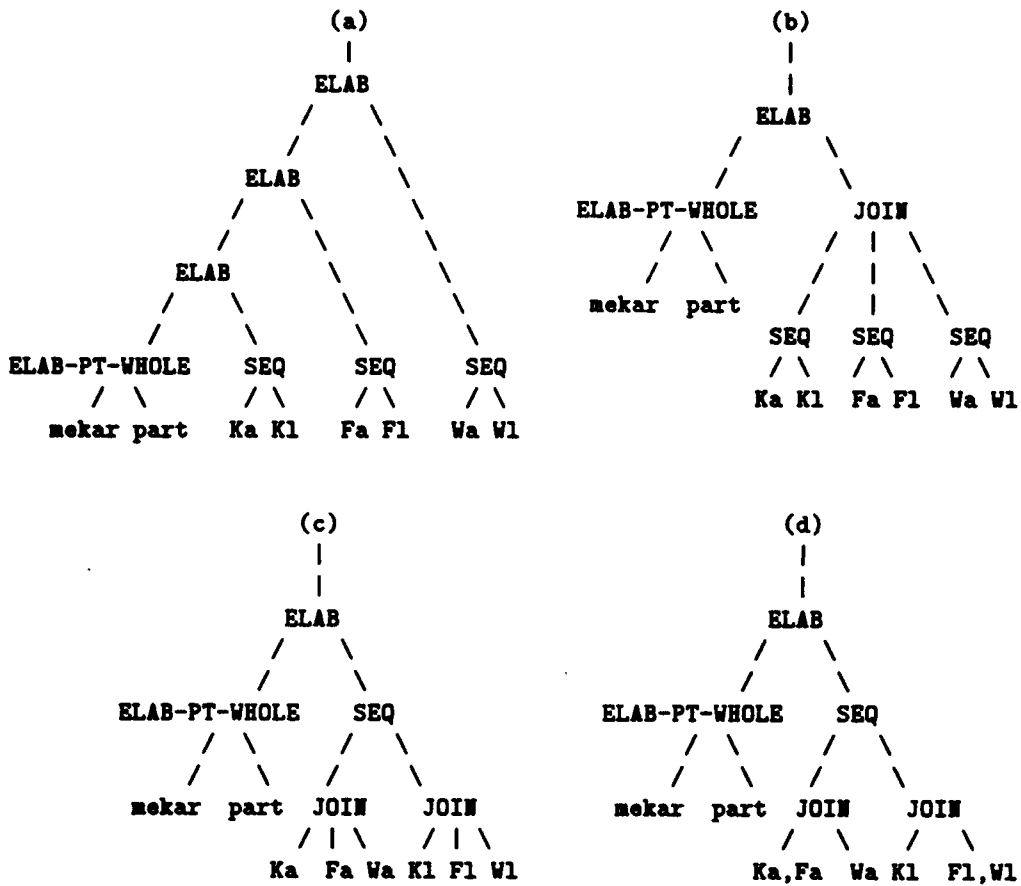 (a)
ELAB
ELAB
ELAB
ELAB-PT-WHOLE SEQ SEQ SEQ
mekar part Ka Kl Fa Fl Wa Wl
(b)
ELAB
ELAB-PT-WHOLE JOIN
mekar part
SEQ SEQ SEQ
Ka Kl Fa Fl Wa Wl
(c)
ELAB
ELAB-PT-WHOLE SEQ
mekar part JOIN JOIN
Ka Fa Wa Kl Fl Wl
(d)
ELAB
ELAB-PT-WHOLE SEQ
mekar part JOIN JOIN
Ka,Fa Wa Kl Fl,Wl